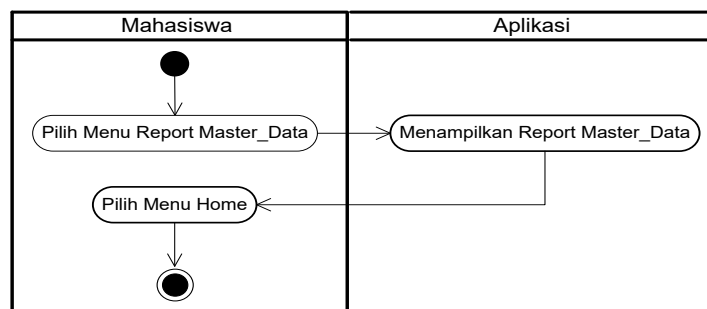 Mahasiswa
Aplikasi
Pilih Menu Report Master_Data
Menampilkan Report Master_Data
Pilih Menu Home